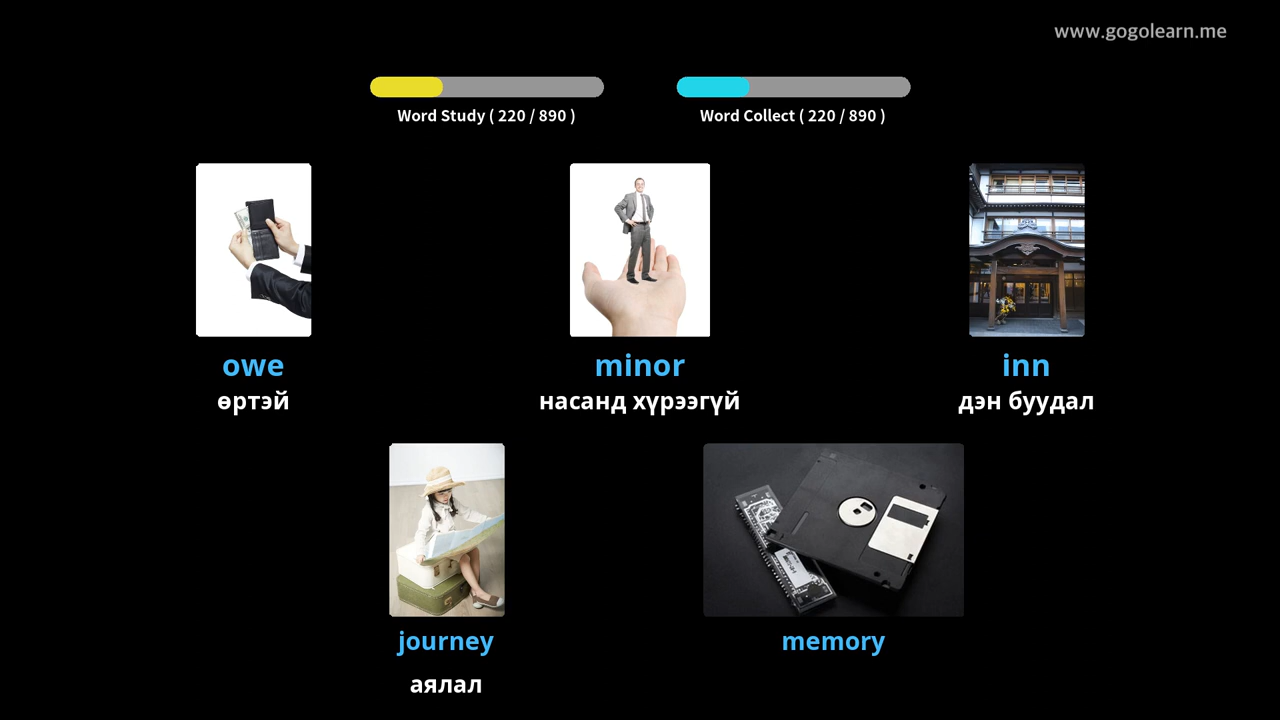 www.gogolearn.me
Word Study ( 220 / 890 )
Word Collect ( 220 / 890 )
owe
minor
inn
өртэй
насанд хүрээгүй
дэн буудал
journey
memory
аялал